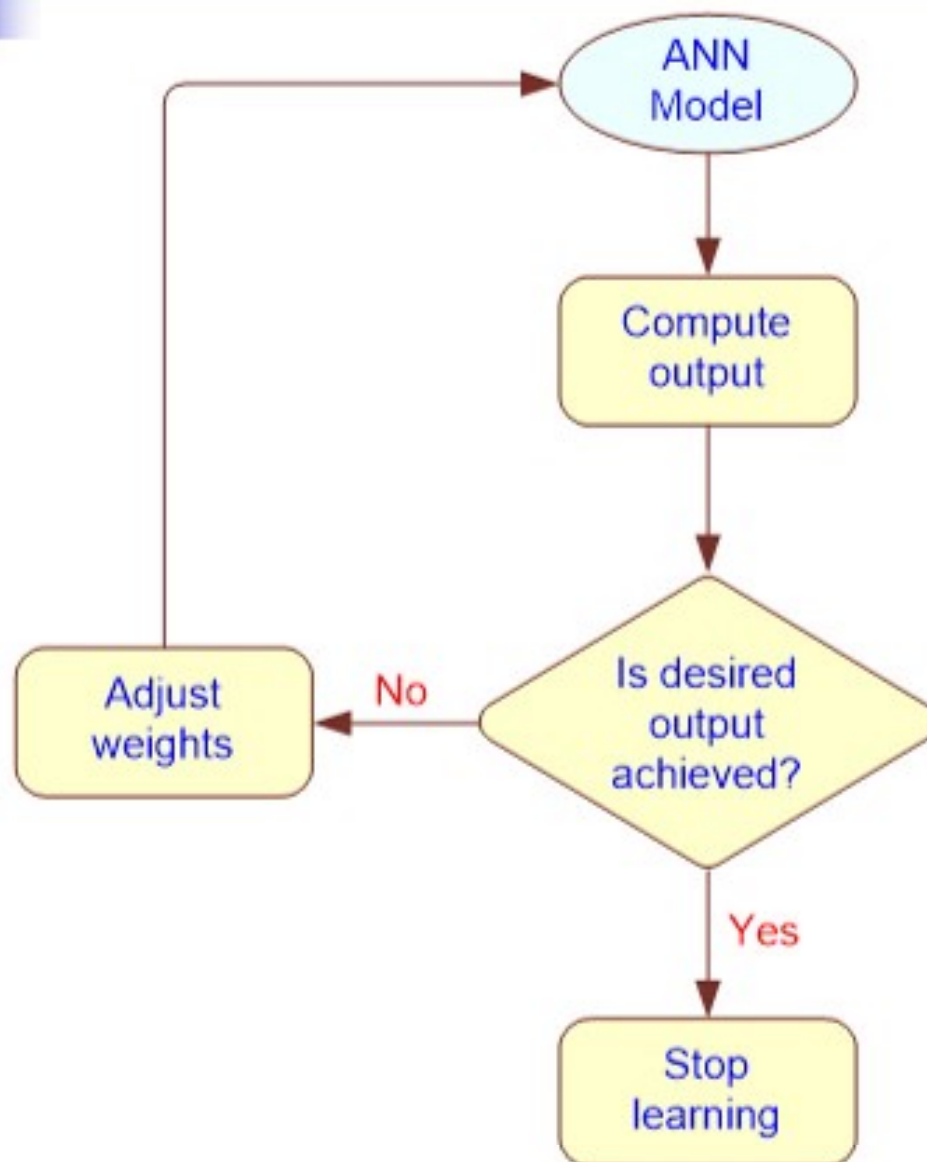 ANN
Model
Compute
output
Is desired
output
achieved?
No
Adjust
weights
Yes
Stop
learning